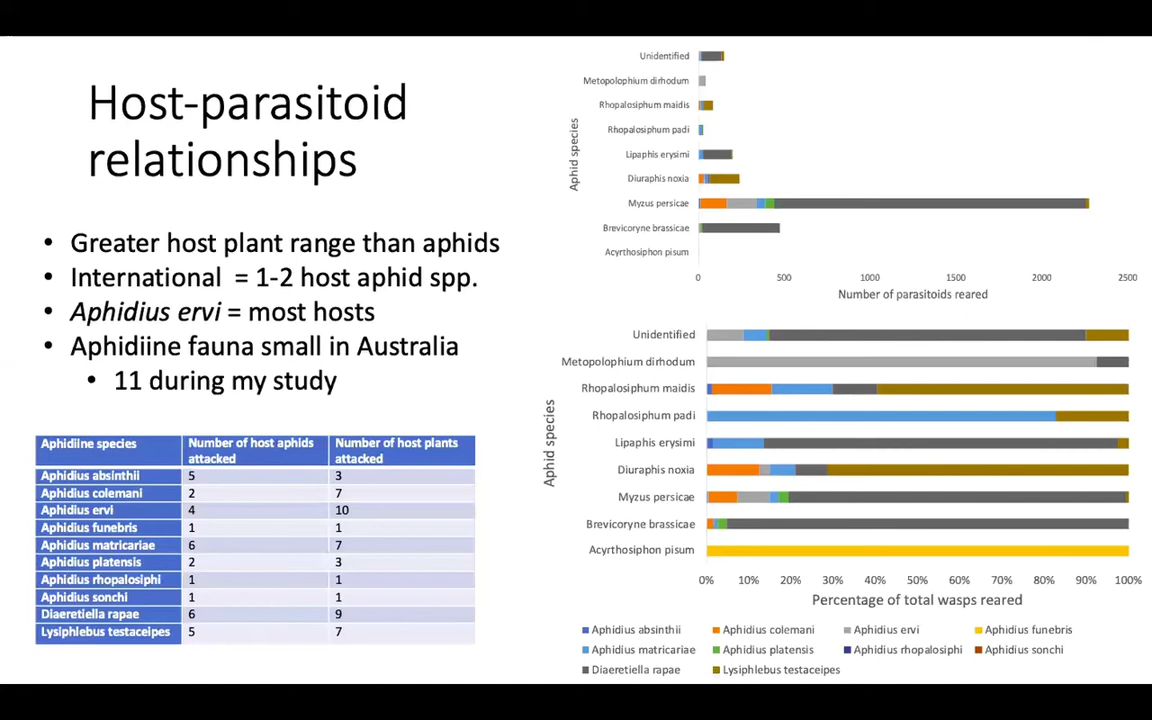 Host-parasitoid
relationships
• Greater host plant range than aphids
• International = 1-2 host aphid spp.
• Aphidius ervi = most hosts
• Aphidiine fauna small in Australia
• 11 during my study
Aphidiine species Number of host aphids attacked Number of host plants attacked
Aphidius absinthii 5 3
Aphidius colemani 2 7
Aphidius ervi 4 10
Aphidius funebris 1 1
Aphidius matricariae 6 7
Aphidius platensis 2 3
Aphidius rhopalosiphi 1 1
Aphidius sonchi 1 1
Diaeretiella rapae 6 9
Lysiphlebus testaceipes 5 7
Aphid species
Unidentified
Metopolophium dirhodum
Rhopalosiphum maidis
Rhopalosiphum padi
Lipaphis erysimi
Diuraphis noxia
Myzus persicae
Brevicoryne brassicae
Acyrthosiphon pisum
0 500 1000 1500 2000 2500
Number of parasitoids reared
Aphid species
Unidentified
Metopolophium dirhodum
Rhopalosiphum maidis
Rhopalosiphum padi
Lipaphis erysimi
Diuraphis noxia
Myzus persicae
Brevicoryne brassicae
Acyrthosiphon pisum
0% 10% 20% 30% 40% 50% 60% 70% 80% 90% 100%
Percentage of total wasps reared
Aphidius absinthii Aphidius colemani Aphidius ervi Aphidius funebris
Aphidius matricariae Aphidius platensis Aphidius rhopalosiphi Aphidius sonchi
Diaeretiella rapae Lysiphlebus testaceipes